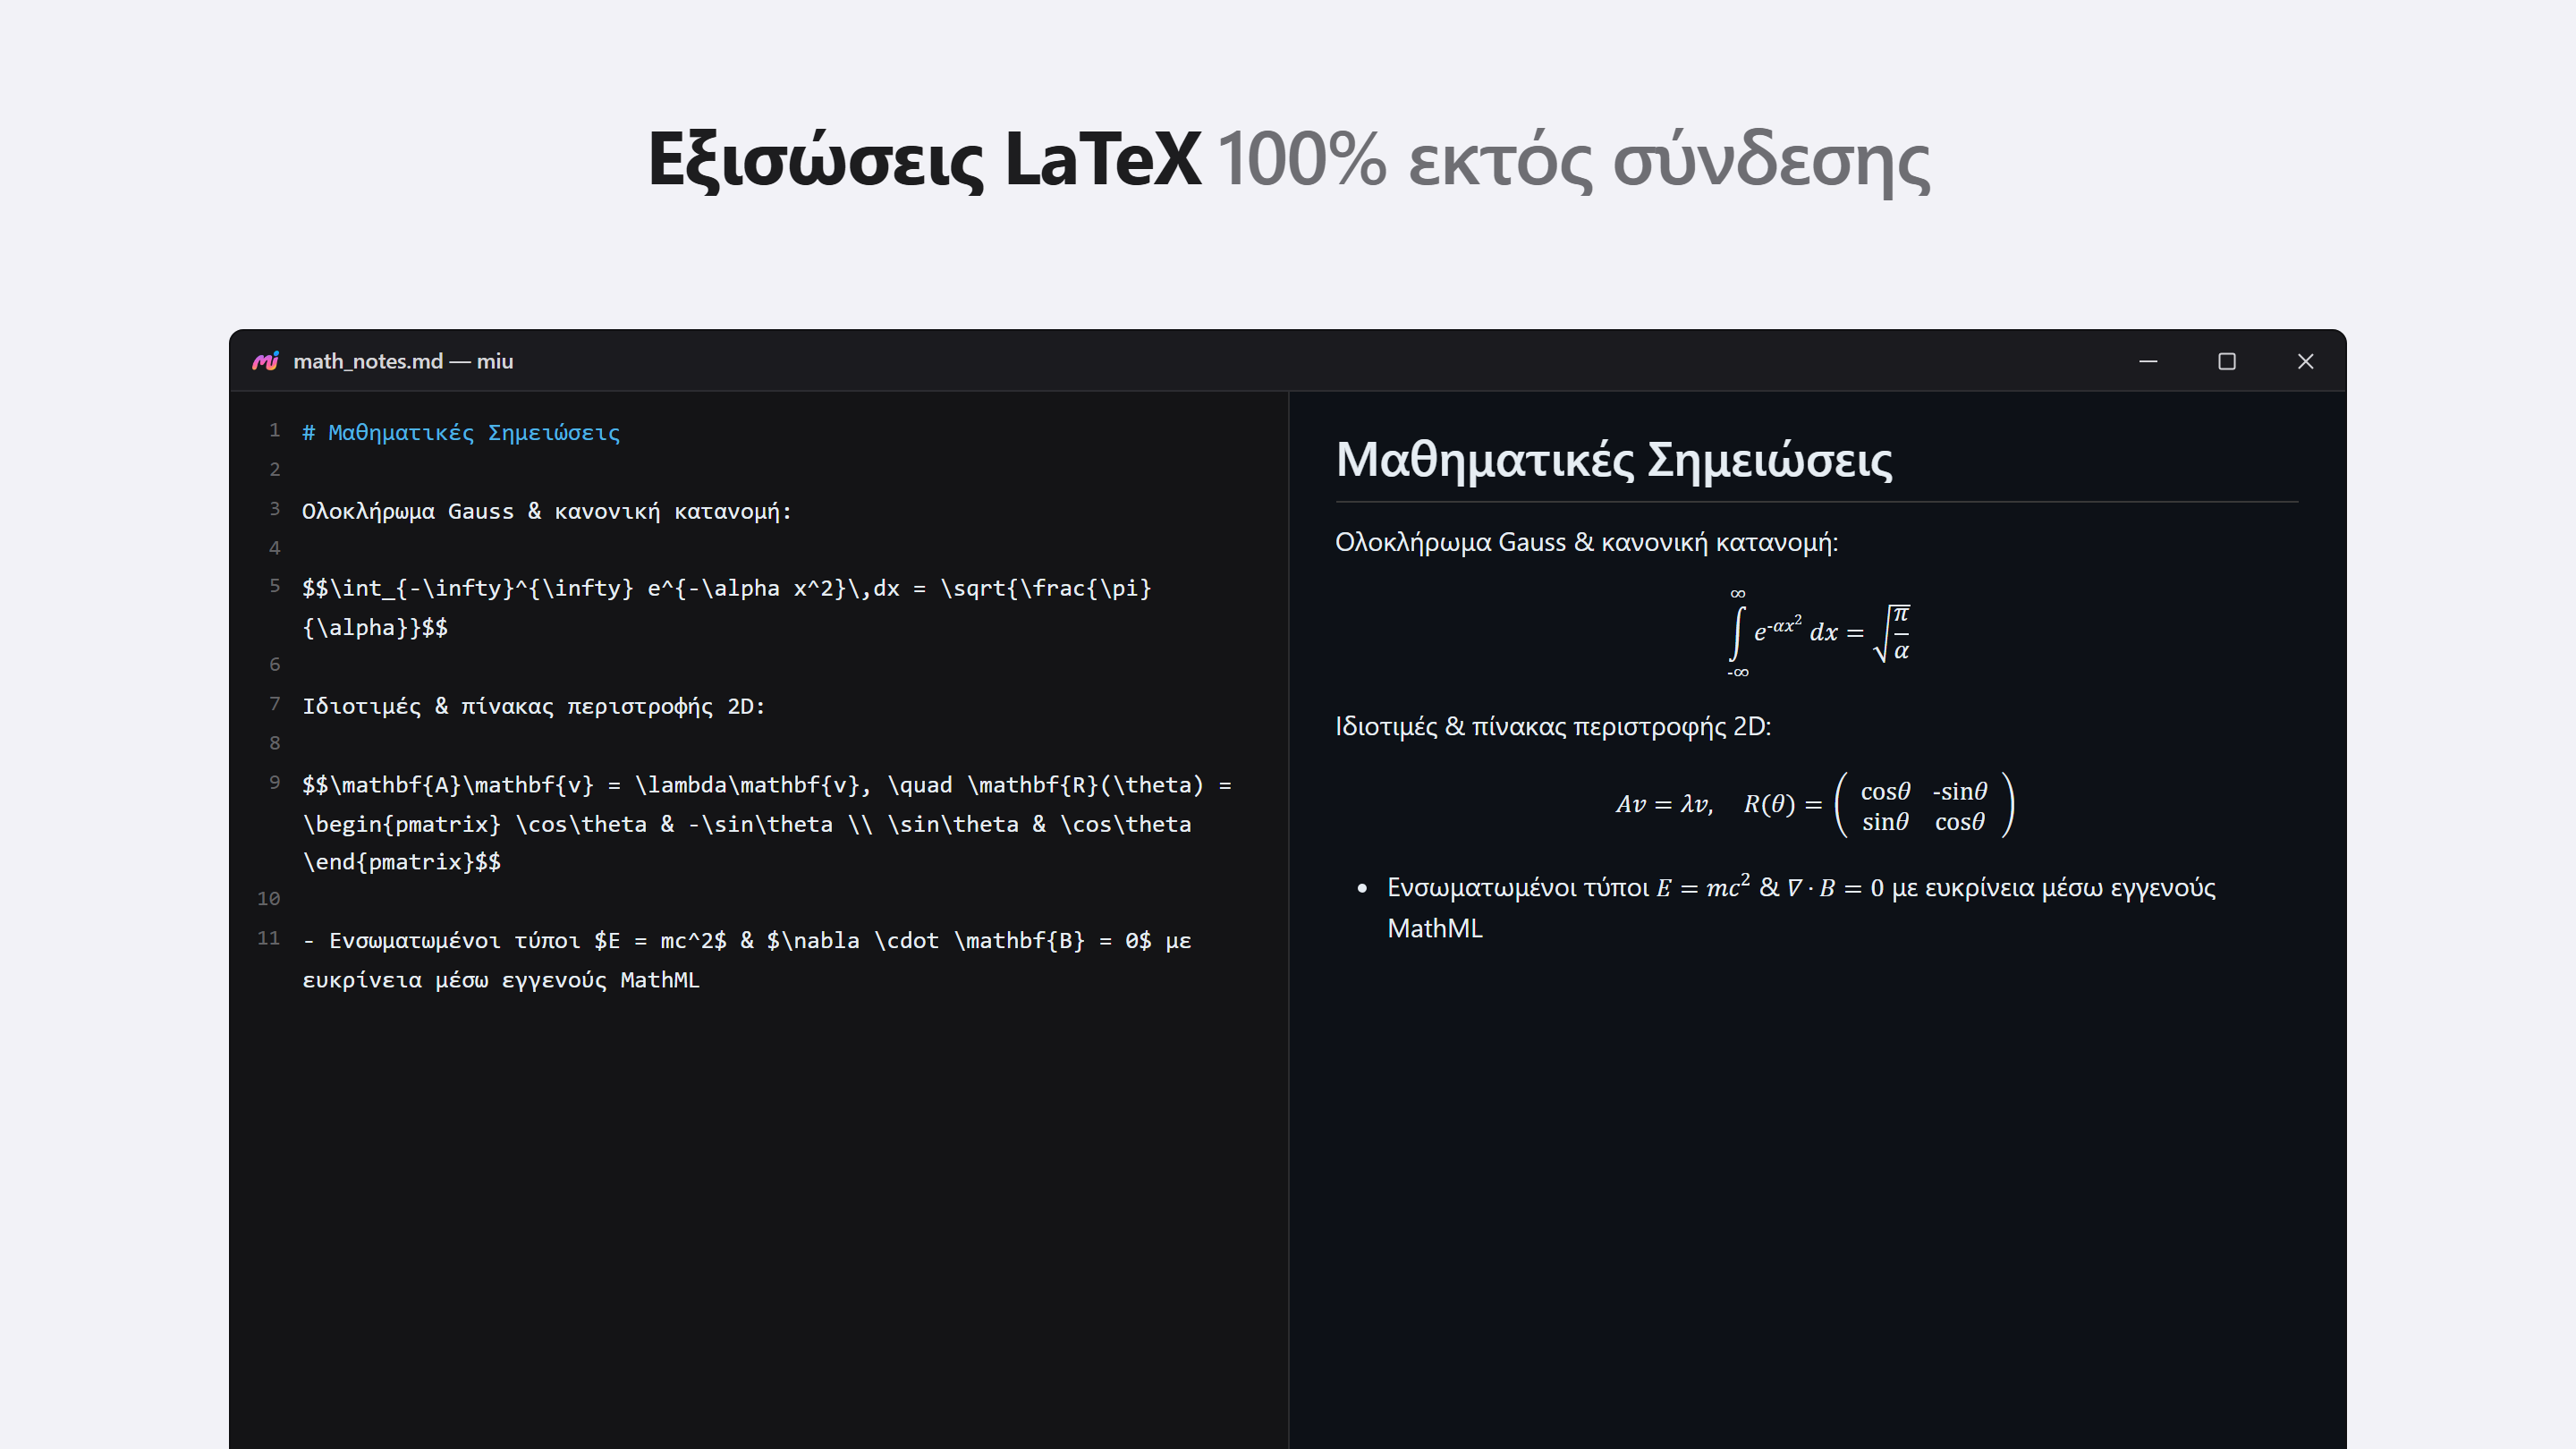 Εξισώσεις LaTeX 100% εκτός σύνδεσης
math_notes.md — miu
1 # Μαθηματικές Σημειώσεις
2
3 Ολοκλήρωμα Gauss & κανονική κατανομή:
4
5 $$\int_{-\infty}^{\infty} e^{-\alpha x^2}\,dx = \sqrt{\frac{\pi}
{\alpha}}$$
6
7 Ιδιοτιμές & πίνακας περιστροφής 2D:
8
9 $$\mathbf{A}\mathbf{v} = \lambda\mathbf{v}, \quad \mathbf{R}(\theta) =
\begin{pmatrix} \cos\theta & -\sin\theta \\ \sin\theta & \cos\theta
\end{pmatrix}$$
10
11 - Ενσωματωμένοι τύποι $E = mc^2$ & $\nabla \cdot \mathbf{B} = 0$ με
ευκρίνεια μέσω εγγενούς MathML
Μαθηματικές Σημειώσεις
Ολοκλήρωμα Gauss & κανονική κατανομή:
∫_{-∞}^{∞} e^{-αx²} dx = √(π/α)
Ιδιοτιμές & πίνακας περιστροφής 2D:
Av = λv, R(θ) = ( cosθ -sinθ
sinθ cosθ )
• Ενσωματωμένοι τύποι E = mc² & ∇ · B = 0 με ευκρίνεια μέσω εγγενούς
MathML